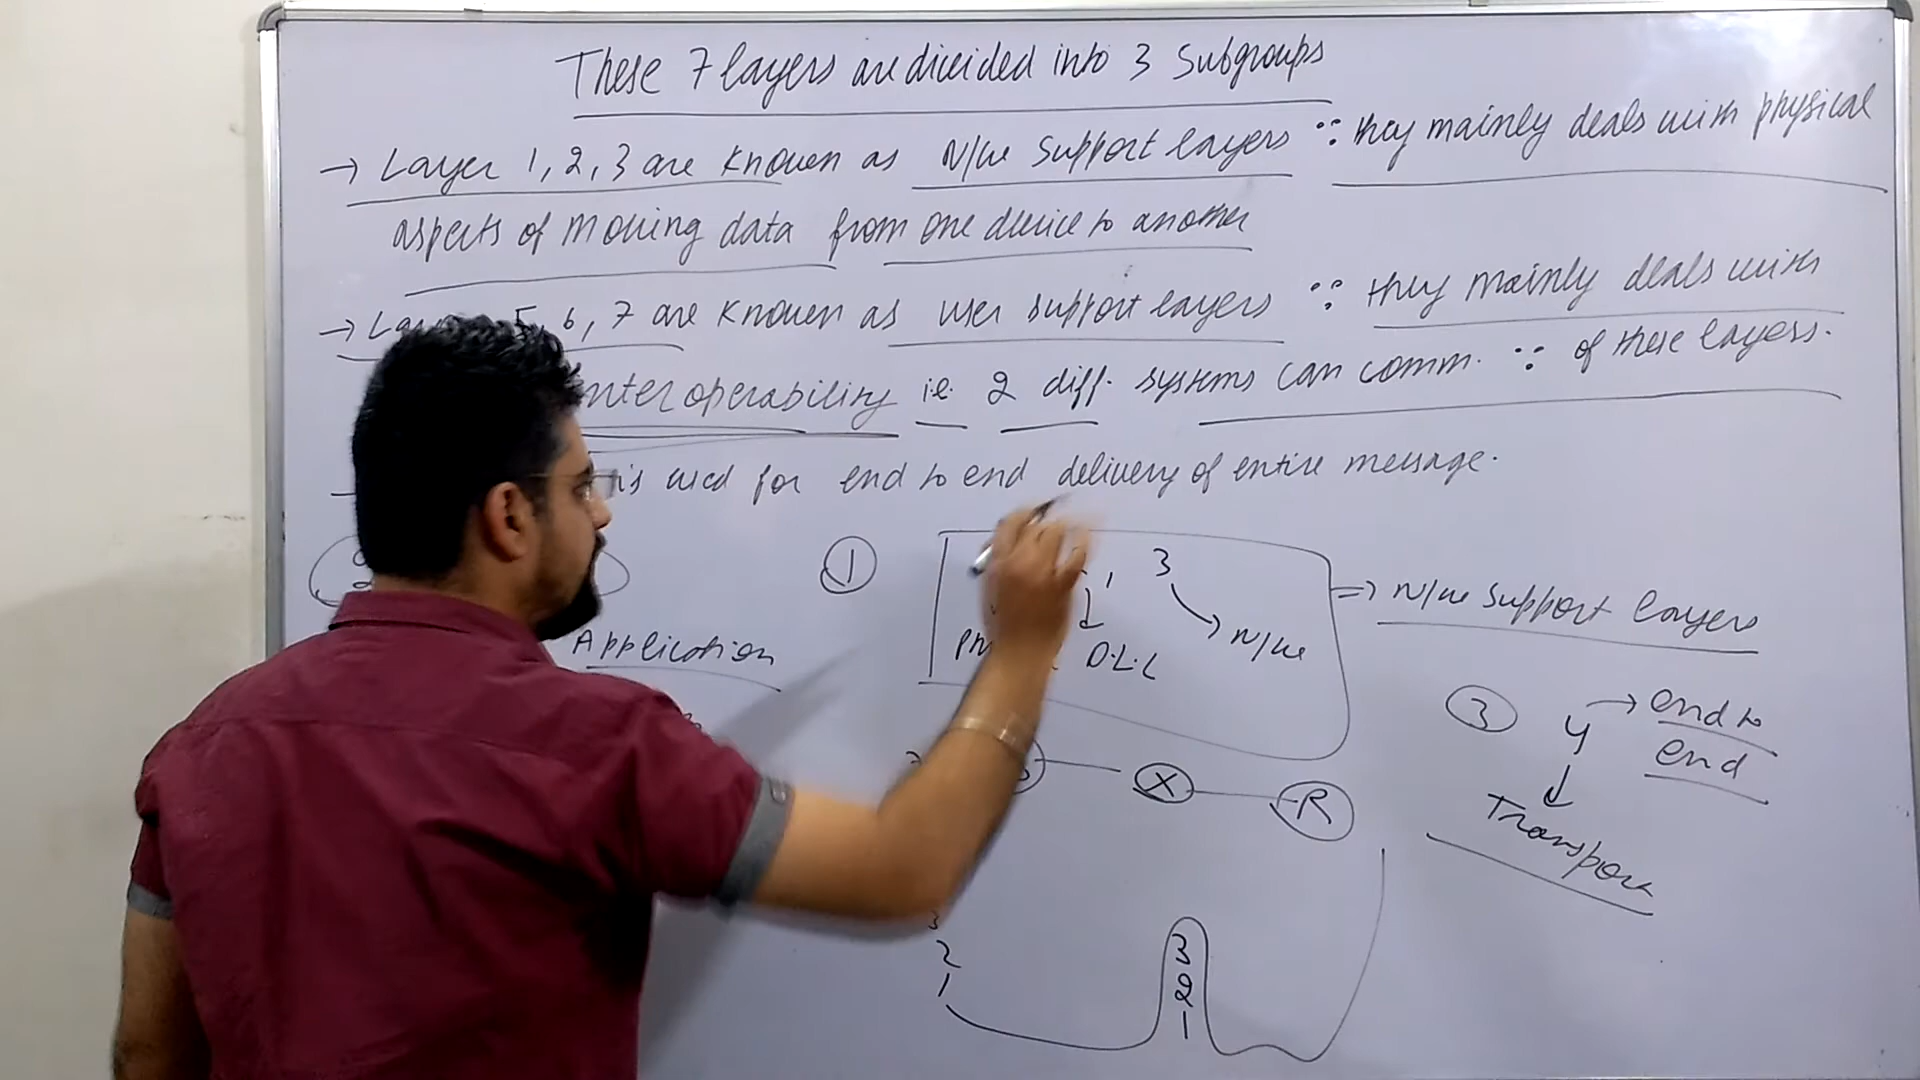 These 7 layers are divided into 3 Subgroups
→ Layer 1, 2, 3 are known as N/w Support layers ∵ they mainly deals with physical
aspects of moving data from one device to another
→ 5, 6, 7 are known as user support layers ∵ they mainly deals with
interoperability i.e. 2 diff. systems can comm. ∵ of these layers.
is used for end to end delivery of entire message.
① 3 ⇒ N/w support layers
Application D.L.L N/w
③ 4 → end to end
X R
Transport
3
2
1
3
2
1